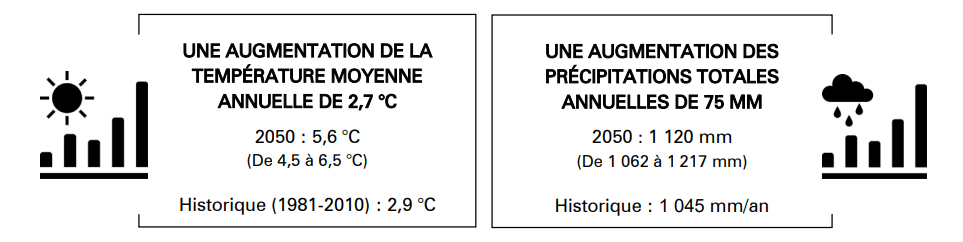 UNE AUGMENTATION DE LA
TEMPÉRATURE MOYENNE
ANNUELLE DE 2,7 °C
2050 : 5,6 °C
(De 4,5 à 6,5 °C)
Historique (1981-2010) : 2,9 °C
UNE AUGMENTATION DES
PRÉCIPITATIONS TOTALES
ANNUELLES DE 75 MM
2050 : 1 120 mm
(De 1 062 à 1 217 mm)
Historique : 1 045 mm/an